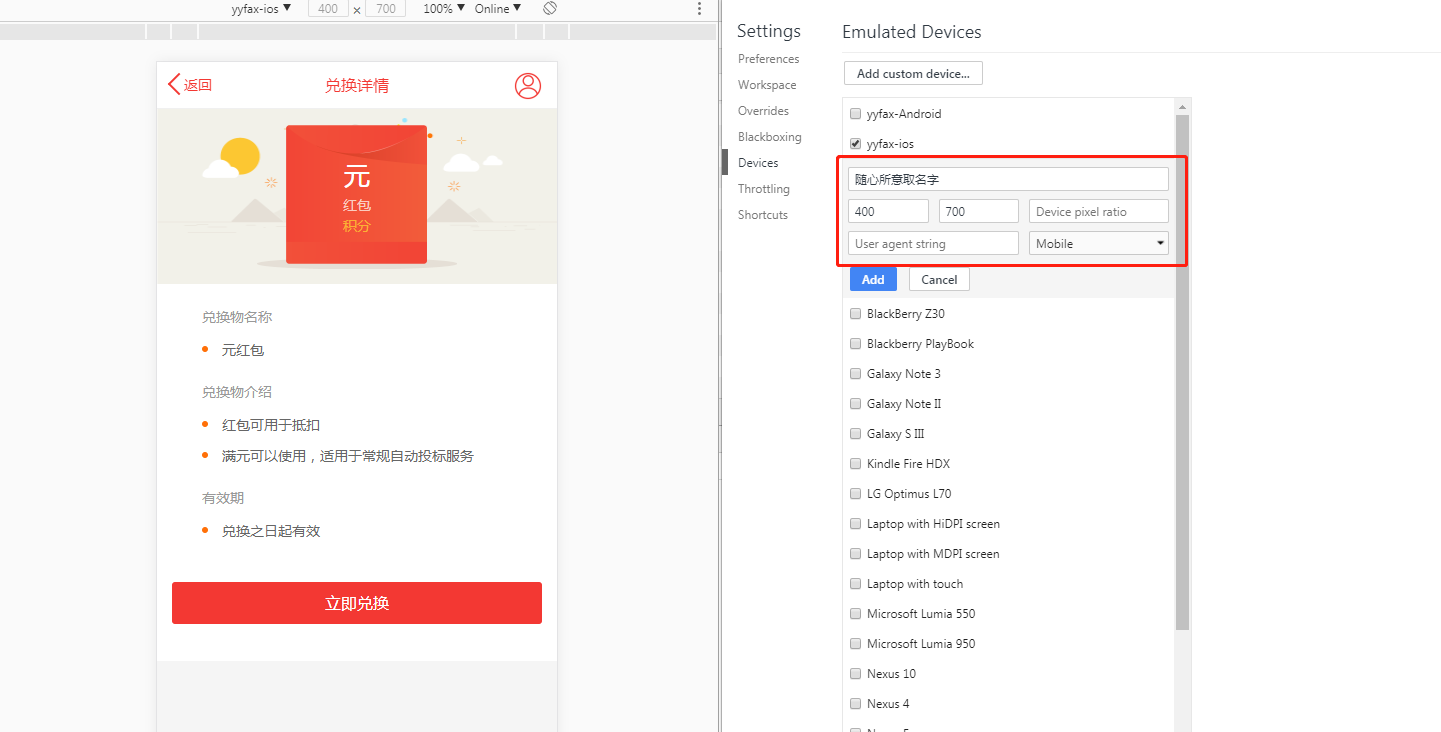 yyfax-ios ▼ 400 × 700 100% ▼ Online ▼
返回
兑换详情
元
红包
积分
兑换物名称
元红包
兑换物介绍
红包可用于抵扣
满元可以使用，适用于常规自动投标服务
有效期
兑换之日起有效
立即兑换
Settings
Preferences
Workspace
Overrides
Blackboxing
Devices
Throttling
Shortcuts
Emulated Devices
Add custom device...
yyfax-Android
yyfax-ios
随心所意取名字
400 700 Device pixel ratio
User agent string Mobile
Add Cancel
BlackBerry Z30
Blackberry PlayBook
Galaxy Note 3
Galaxy Note II
Galaxy S III
Kindle Fire HDX
LG Optimus L70
Laptop with HiDPI screen
Laptop with MDPI screen
Laptop with touch
Microsoft Lumia 550
Microsoft Lumia 950
Nexus 10
Nexus 4